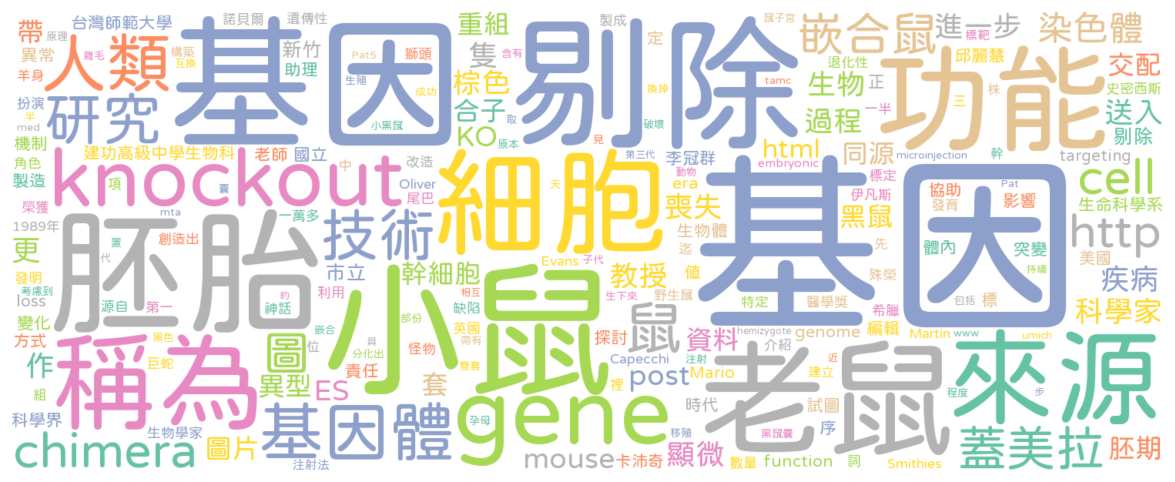 台灣師範大學
諾貝爾
遺傳性
重組
製成
鼠子宮
標靶
帶
原理
人類
基因
剔除
嵌合鼠
進一步
染色體
異常
雜毛
構築
互換
Pat5
獅頭
新竹
助理
隻
定
退化性
邱麗慧
功能
交配
羊身
生殖
成功
棕色
換掉
tamc
生物
正
一半
三
株
史密西斯
扮演
半
研究
小黑鼠
合子
取
破壞
過程
送入
med
剔除
機制
建功高級中學生物科
老師
國立
KO
原本
見
第三代
李冠群
html
embryonic
同源
microinjection
幹
targeting
角色
knockout
中
改造
細胞
動物
era
標定
Pat
協助
影響
cell
製造
項
囊
Oliver
尾巴
天
喪失
伊凡斯
發育
生命科學系
榮獲
mta
一萬多
黑鼠
1989年
胚胎
置
創造出
技術
生物體
先
體內
突變
http
更
代
市立
幹細胞
Evans
子代
迄
教授
值
殊榮
美國
發明
考慮到
源自
第一
約
神話
利用
小鼠
相互
生下來
野生鼠
特定
醫學獎
希臘
基因
包括
標
持續
疾病
loss
變化
黑色
嵌合
部份
缺陷
英國
帶有
探討
鼠
hemizygote
genome
編輯
Martin
www
umich
科學家
方式
稱為
圖
位
具
分化出
怪物
資料
介紹
作
巨蛇
異型
責任
雙套
Capecchi
注射
近
組
ES
套
裡
Mario
建立
老鼠
試圖
程度
步
來源
科學界
生物學家
基因體
孕母
gene
post
時代
序
chimera
圖片
注射法
移殖
mouse
卡沛奇
顯微
數量
黑鼠囊
function
詞
Smithies
蓋美拉
胚期
含有